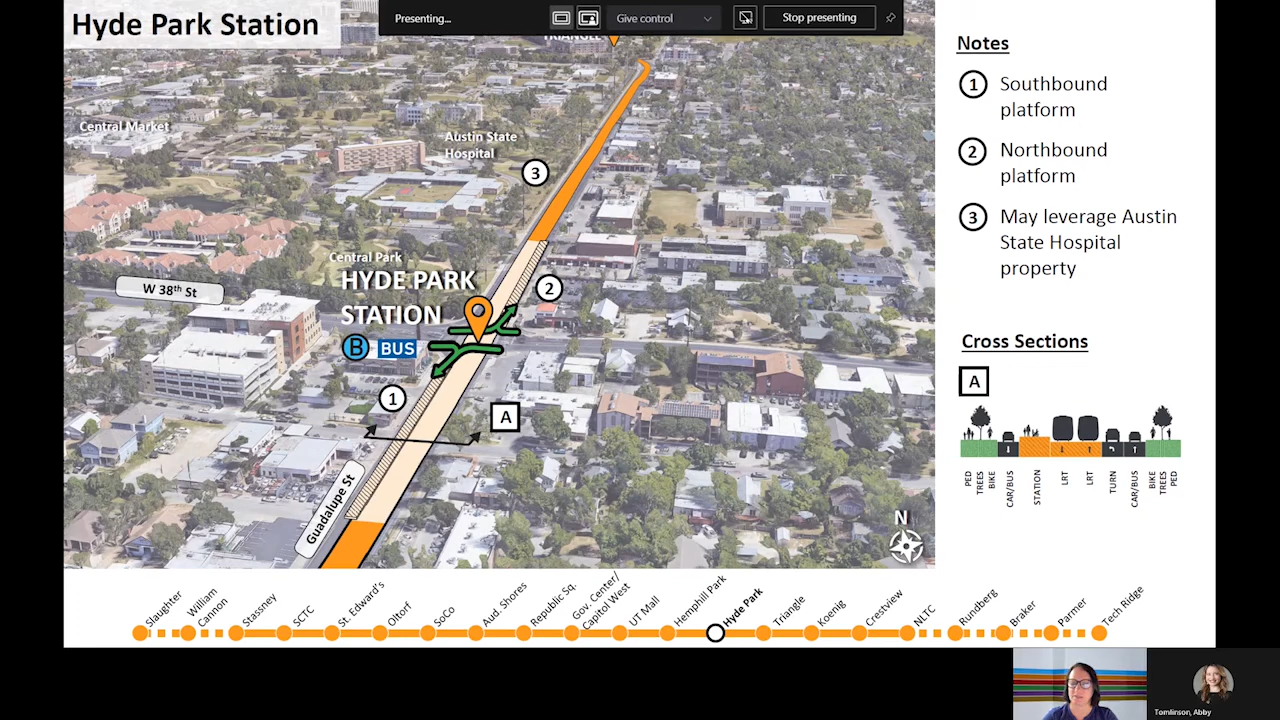 Hyde Park Station
Presenting...
Give control
Stop presenting
TRIANGLE
Central Market
Austin State
Hospital
3
Central Park
HYDE PARK
STATION
W 38th St
2
B BUS
1
A
Guadalupe St
N
Notes
1 Southbound
platform
2 Northbound
platform
3 May leverage Austin
State Hospital
property
Cross Sections
A
PED
TREES
BIKE
CAR/BUS
STATION
LRT
LRT
TURN
CAR/BUS
BIKE
TREES
PED
Slaughter
William
Cannon
Stassney
SCTC
St. Edward's
Oltorf
SoCo
Aud. Shores
Republic Sq.
Gov. Center/
Capitol West
UT Mall
Hemphill Park
Hyde Park
Triangle
Koenig
Crestview
NLTC
Rundberg
Braker
Parmer
Tech Ridge
Tomlinson, Abby